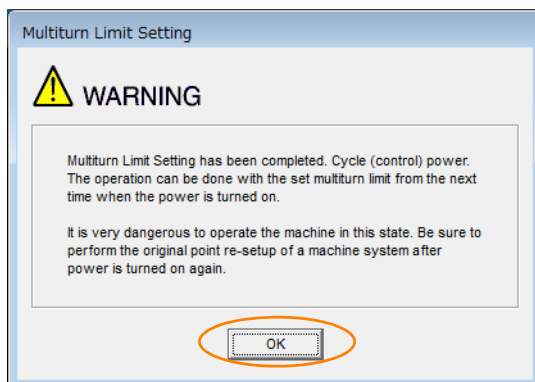 Multiturn Limit Setting
WARNING
Multiturn Limit Setting has been completed. Cycle (control) power.
The operation can be done with the set multiturn limit from the next
time when the power is turned on.
It is very dangerous to operate the machine in this state. Be sure to
perform the original point re-setup of a machine system after
power is turned on again.
OK